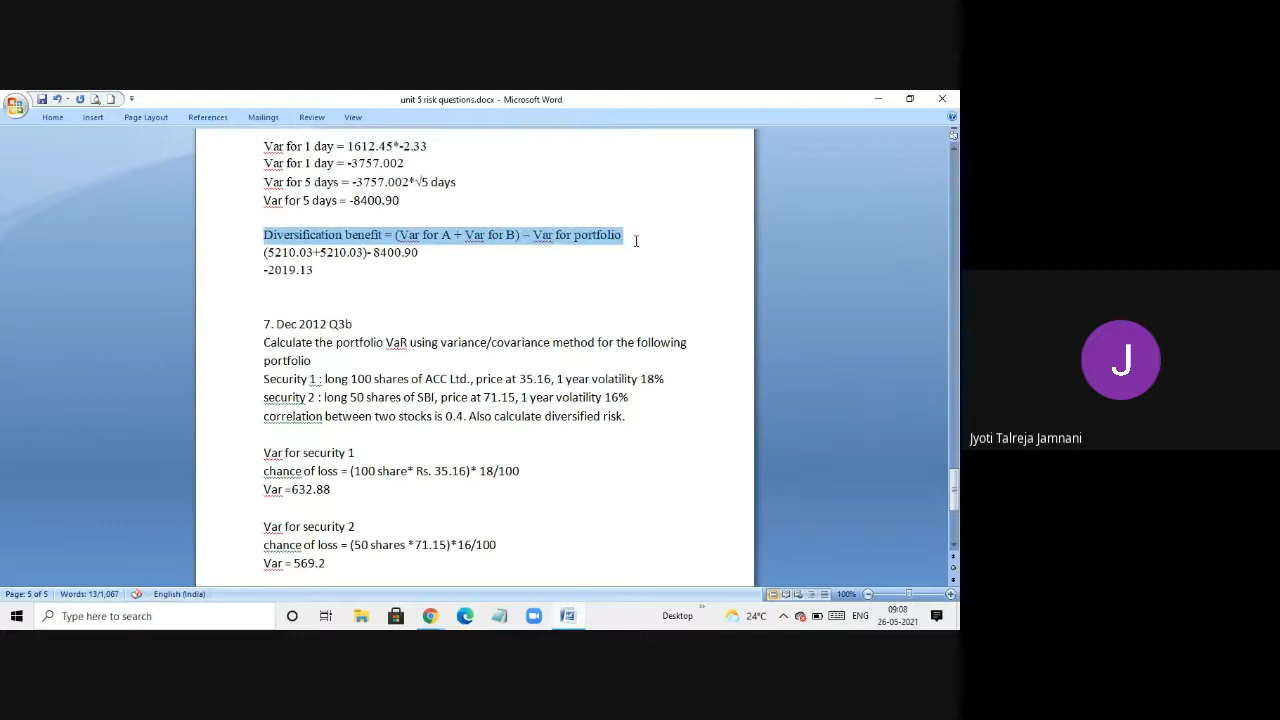 unit 5 risk questions.docx - Microsoft Word
Home Insert Page Layout References Mailings Review View
Var for 1 day = 1612.45*-2.33
Var for 1 day = -3757.002
Var for 5 days = -3757.002*√5 days
Var for 5 days = -8400.90
Diversification benefit = (Var for A + Var for B) – Var for portfolio
(5210.03+5210.03)- 8400.90
-2019.13
7. Dec 2012 Q3b
Calculate the portfolio VaR using variance/covariance method for the following
portfolio
Security 1 : long 100 shares of ACC Ltd., price at 35.16, 1 year volatility 18%
security 2 : long 50 shares of SBI, price at 71.15, 1 year volatility 16%
correlation between two stocks is 0.4. Also calculate diversified risk.
Var for security 1
chance of loss = (100 share* Rs. 35.16)* 18/100
Var =632.88
Var for security 2
chance of loss = (50 shares *71.15)*16/100
Var = 569.2
J
Jyoti Talreja Jamnani
Page: 5 of 5 Words: 13/1,067 English (India) 100%
Type here to search Desktop » 24°C ENG 09:08
26-05-2021